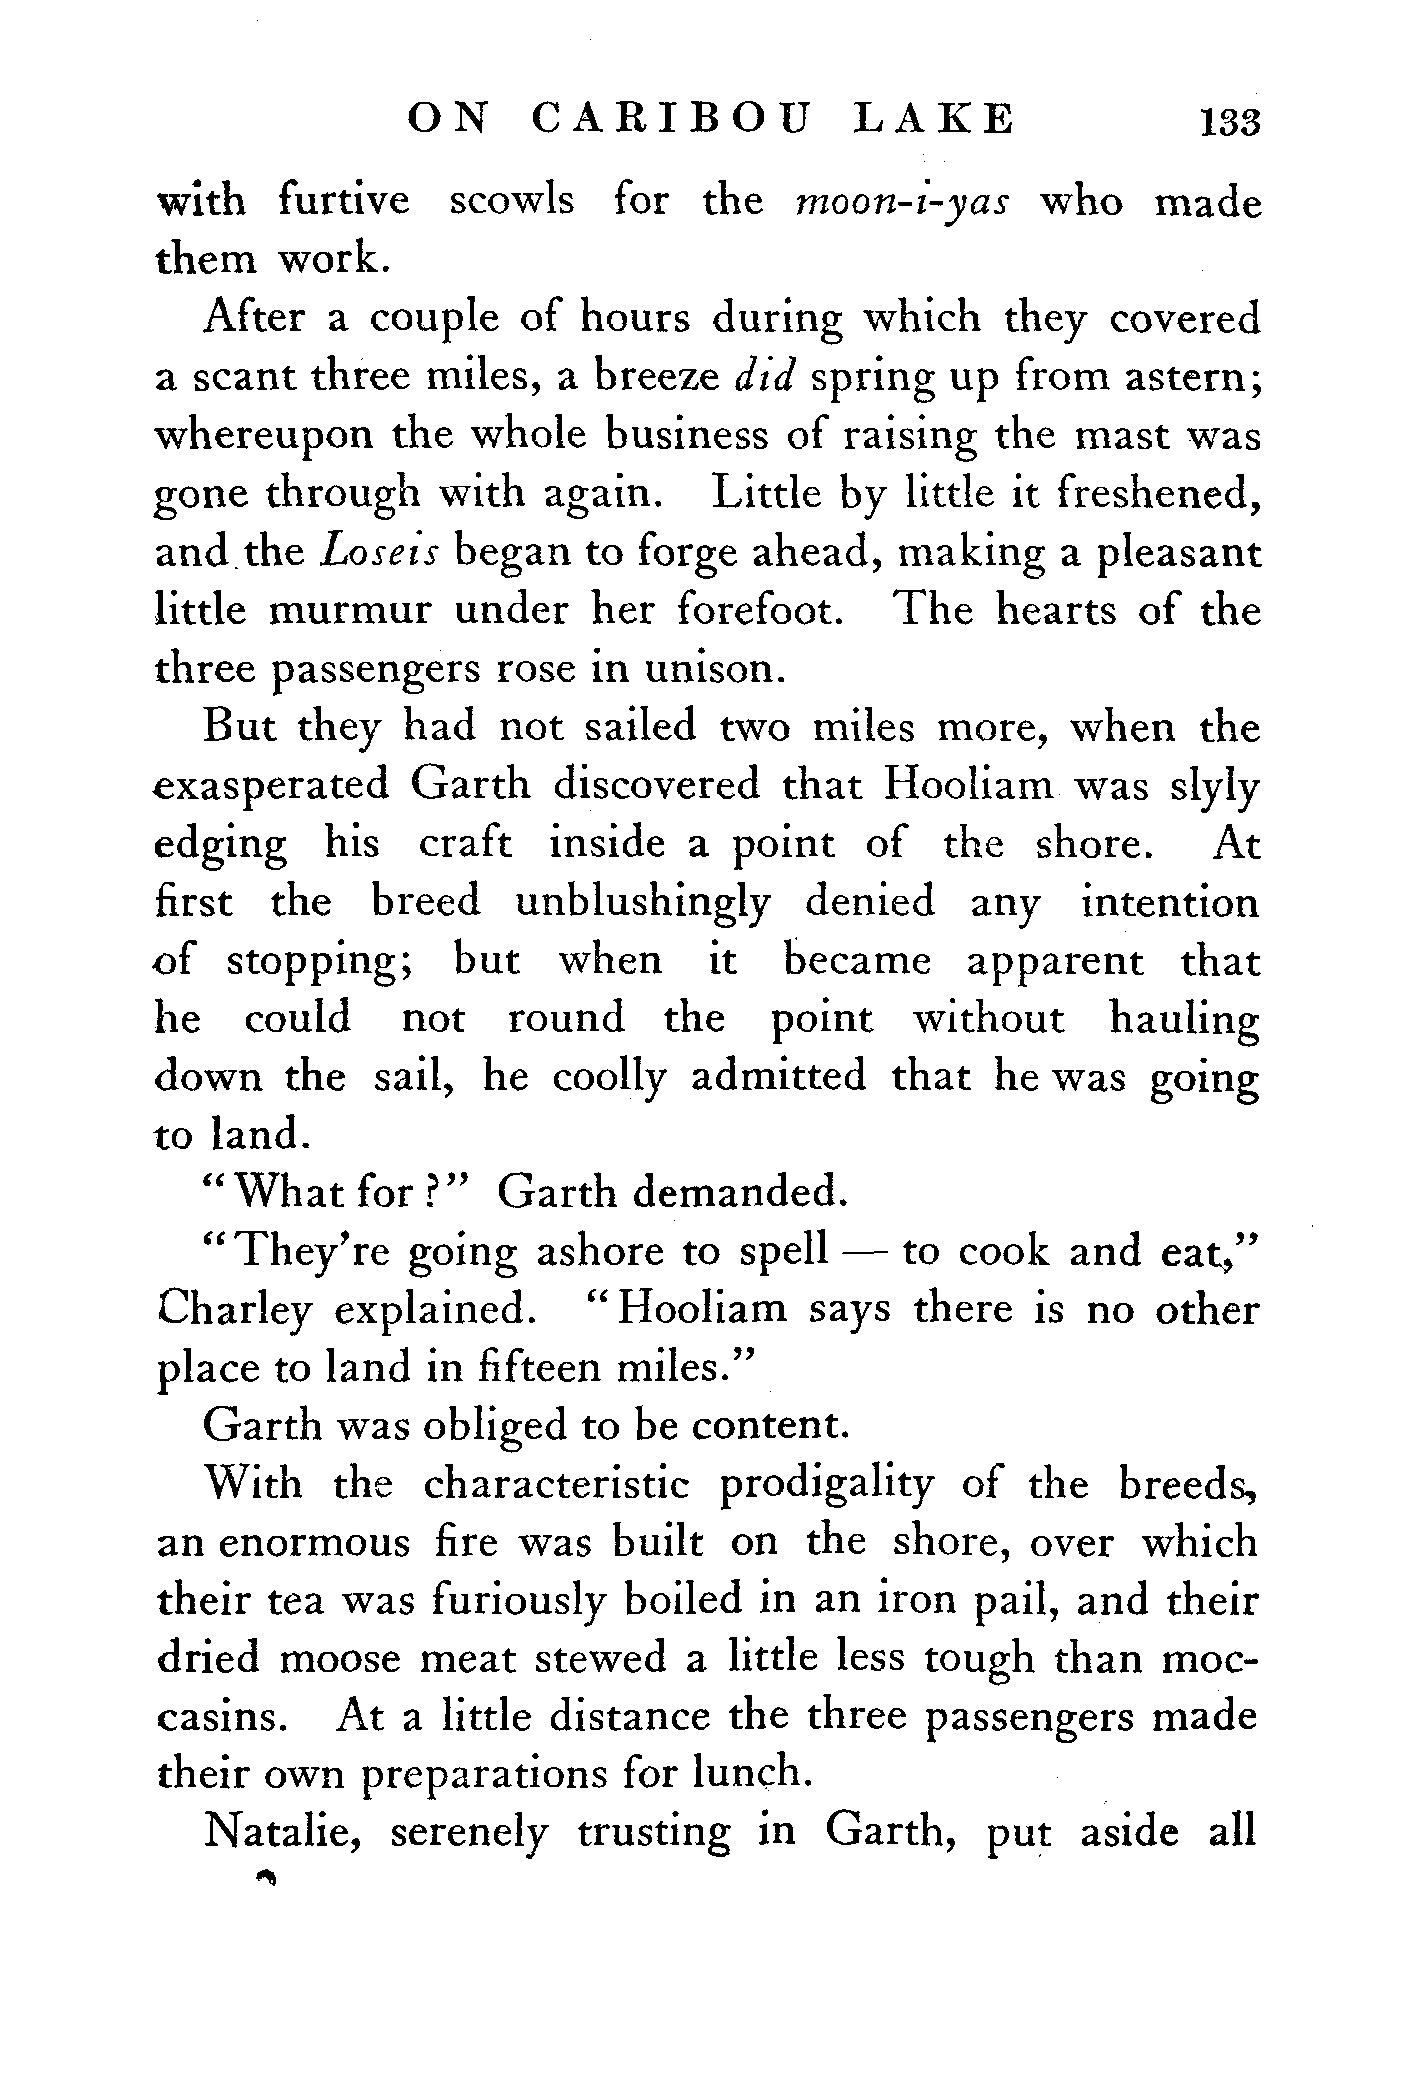 ON CARIBOU LAKE 133
with furtive scowls for the moon-i-yas who made
them work.
After a couple of hours during which they covered
a scant three miles, a breeze did spring up from astern;
whereupon the whole business of raising the mast was
gone through with again. Little by little it freshened,
and the Loseis began to forge ahead, making a pleasant
little murmur under her forefoot. The hearts of the
three passengers rose in unison.
But they had not sailed two miles more, when the
exasperated Garth discovered that Hooliam was slyly
edging his craft inside a point of the shore. At
first the breed unblushingly denied any intention
of stopping; but when it became apparent that
he could not round the point without hauling
down the sail, he coolly admitted that he was going
to land.
“What for?” Garth demanded.
“They’re going ashore to spell — to cook and eat,”
Charley explained. “Hooliam says there is no other
place to land in fifteen miles.”
Garth was obliged to be content.
With the characteristic prodigality of the breeds,
an enormous fire was built on the shore, over which
their tea was furiously boiled in an iron pail, and their
dried moose meat stewed a little less tough than moc-
casins. At a little distance the three passengers made
their own preparations for lunch.
Natalie, serenely trusting in Garth, put aside all